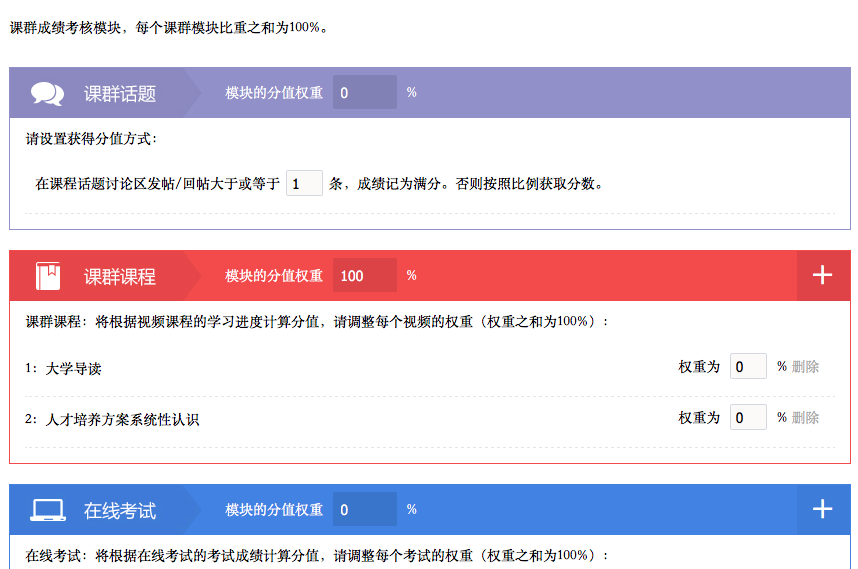 课群成绩考核模块，每个课群模块比重之和为100%。
课群话题 模块的分值权重 0 %
请设置获得分值方式：
在课程话题讨论区发帖/回帖大于或等于 1 条，成绩记为满分。否则按照比例获取分数。
课群课程 模块的分值权重 100 % +
课群课程：将根据视频课程的学习进度计算分值，请调整每个视频的权重（权重之和为100%）：
1：大学导读 权重为 0 % 删除
2：人才培养方案系统性认识 权重为 0 % 删除
在线考试 模块的分值权重 0 % +
在线考试：将根据在线考试的考试成绩计算分值，请调整每个考试的权重（权重之和为100%）：